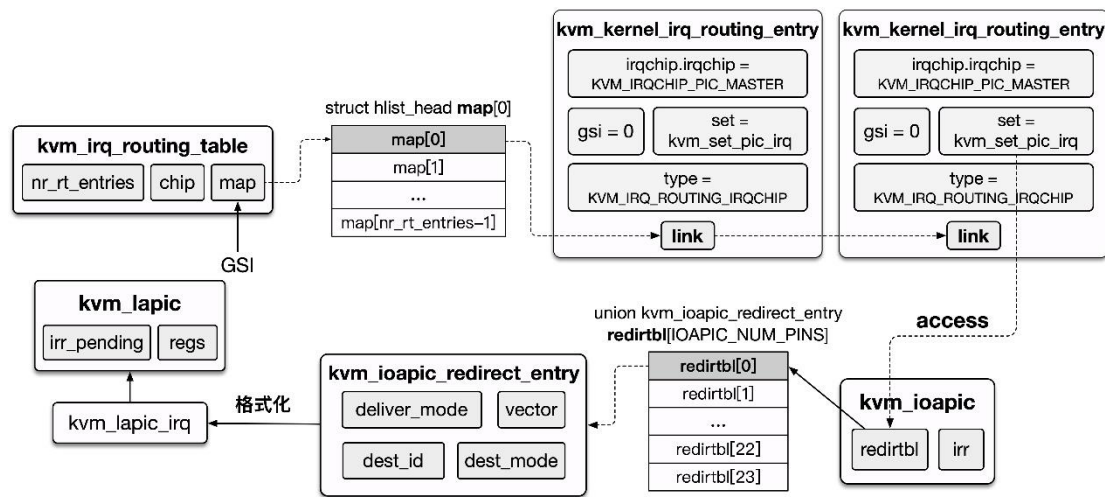 kvm_kernel_irq_routing_entry
irqchip.irqchip =
KVM_IRQCHIP_PIC_MASTER
gsi = 0
set =
kvm_set_pic_irq
type =
KVM_IRQ_ROUTING_IRQCHIP
link
kvm_kernel_irq_routing_entry
irqchip.irqchip =
KVM_IRQCHIP_PIC_MASTER
gsi = 0
set =
kvm_set_pic_irq
type =
KVM_IRQ_ROUTING_IRQCHIP
link
struct hlist_head map[0]
map[0]
map[1]
...
map[nr_rt_entries–1]
kvm_irq_routing_table
nr_rt_entries
chip
map
GSI
kvm_lapic
irr_pending
regs
kvm_lapic_irq
格式化
kvm_ioapic_redirect_entry
deliver_mode
vector
dest_id
dest_mode
union kvm_ioapic_redirect_entry
redirtbl[IOAPIC_NUM_PINS]
redirtbl[0]
redirtbl[1]
...
redirtbl[22]
redirtbl[23]
access
kvm_ioapic
redirtbl
irr